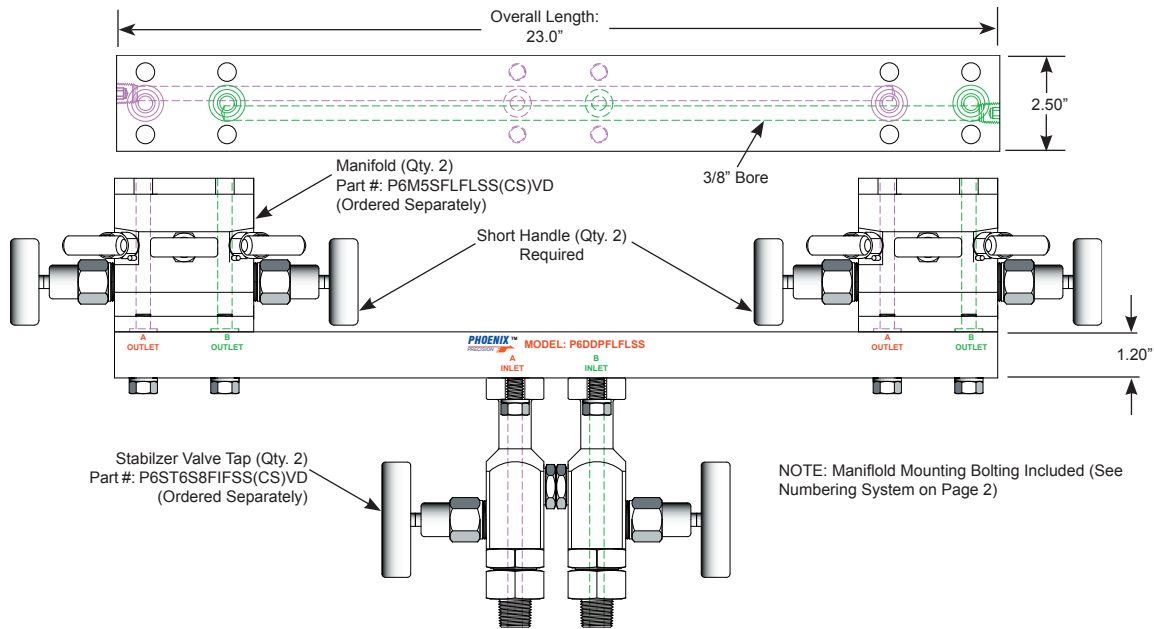 Overall Length:
23.0"
2.50"
3/8" Bore
Manifold (Qty. 2)
Part #: P6M5SFLFLSS(CS)VD
(Ordered Separately)
Short Handle (Qty. 2)
Required
A
OUTLET
B
OUTLET
PHOENIX ™
PRECISION
MODEL: P6DDPFLFLSS
A
INLET
B
INLET
A
OUTLET
B
OUTLET
1.20"
Stabilzer Valve Tap (Qty. 2)
Part #: P6ST6S8FIFSS(CS)VD
(Ordered Separately)
NOTE: Maniflold Mounting Bolting Included (See
Numbering System on Page 2)